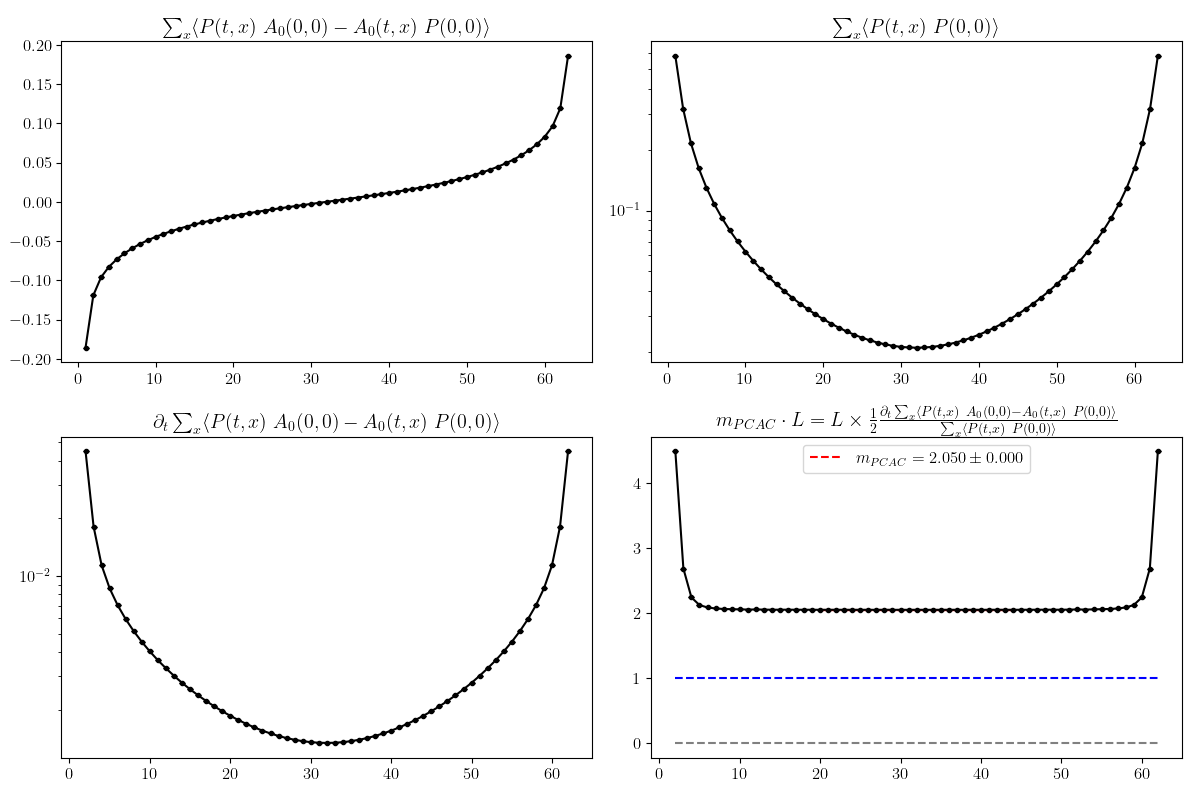 $\sum_x \langle P(t,x)\ A_0(0,0) - A_0(t,x)\ P(0,0)\rangle$
0.20
0.15
0.10
0.05
0.00
−0.05
−0.10
−0.15
−0.20
0 10 20 30 40 50 60
$\sum_x \langle P(t,x)\ P(0,0)\rangle$
$10^{-1}$
0 10 20 30 40 50 60
$\partial_t \sum_x \langle P(t,x)\ A_0(0,0) - A_0(t,x)\ P(0,0)\rangle$
$10^{-2}$
0 10 20 30 40 50 60
$m_{PCAC} \cdot L = L \times \frac{1}{2} \frac{\partial_t \sum_x \langle P(t,x)\ A_0(0,0) - A_0(t,x)\ P(0,0)\rangle}{\sum_x \langle P(t,x)\ P(0,0)\rangle}$
$m_{PCAC} = 2.050 \pm 0.000$
4
3
2
1
0
0 10 20 30 40 50 60